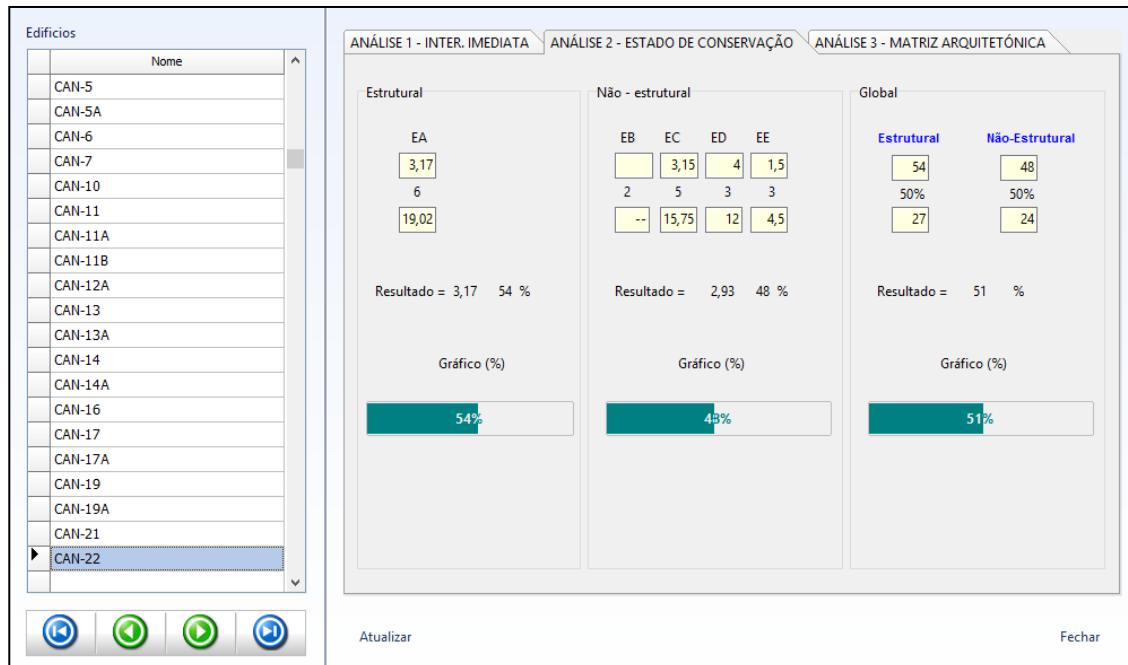 Edificios
Nome
CAN-5
CAN-5A
CAN-6
CAN-7
CAN-10
CAN-11
CAN-11A
CAN-11B
CAN-12A
CAN-13
CAN-13A
CAN-14
CAN-14A
CAN-16
CAN-17
CAN-17A
CAN-19
CAN-19A
CAN-21
CAN-22
ANÁLISE 1 - INTER. IMEDIATA ANÁLISE 2 - ESTADO DE CONSERVAÇÃO ANÁLISE 3 - MATRIZ ARQUITETÓNICA
Estrutural
EA
3,17
6
19,02
Resultado = 3,17 54 %
Gráfico (%)
54%
Não - estrutural
EB EC ED EE
3,15 4 1,5
2 5 3 3
-- 15,75 12 4,5
Resultado = 2,93 48 %
Gráfico (%)
48%
Global
Estrutural Não-Estrutural
54 48
50% 50%
27 24
Resultado = 51 %
Gráfico (%)
51%
Atualizar Fechar